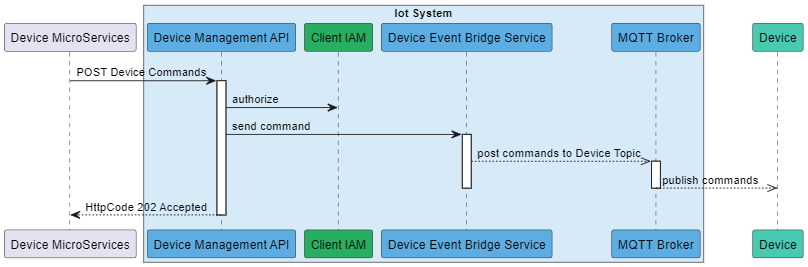 Iot System
Device MicroServices
Device Management API
Client IAM
Device Event Bridge Service
MQTT Broker
Device
POST Device Commands
authorize
send command
post commands to Device Topic
publish commands
HttpCode 202 Accepted
Device MicroServices
Device Management API
Client IAM
Device Event Bridge Service
MQTT Broker
Device